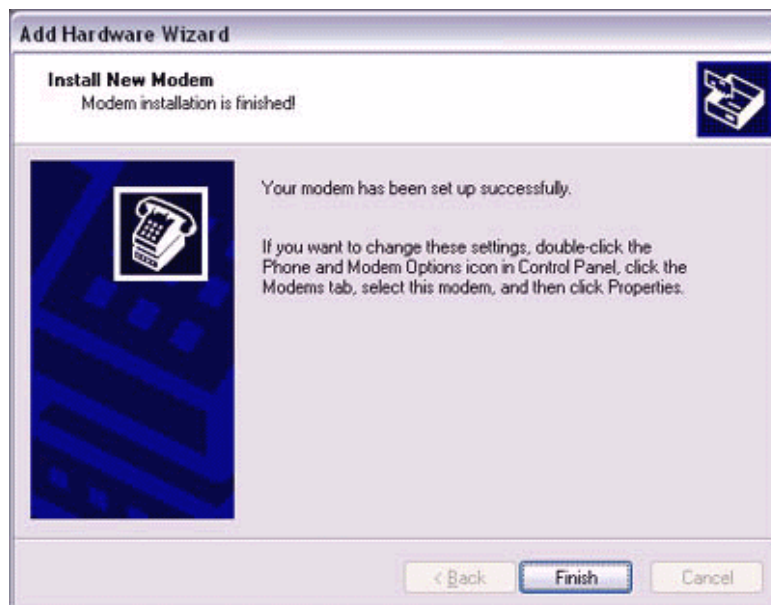 Add Hardware Wizard
Install New Modem
Modem installation is finished!
Your modem has been set up successfully.
If you want to change these settings, double-click the
Phone and Modem Options icon in Control Panel, click the
Modems tab, select this modem, and then click Properties.
< Back
Finish
Cancel